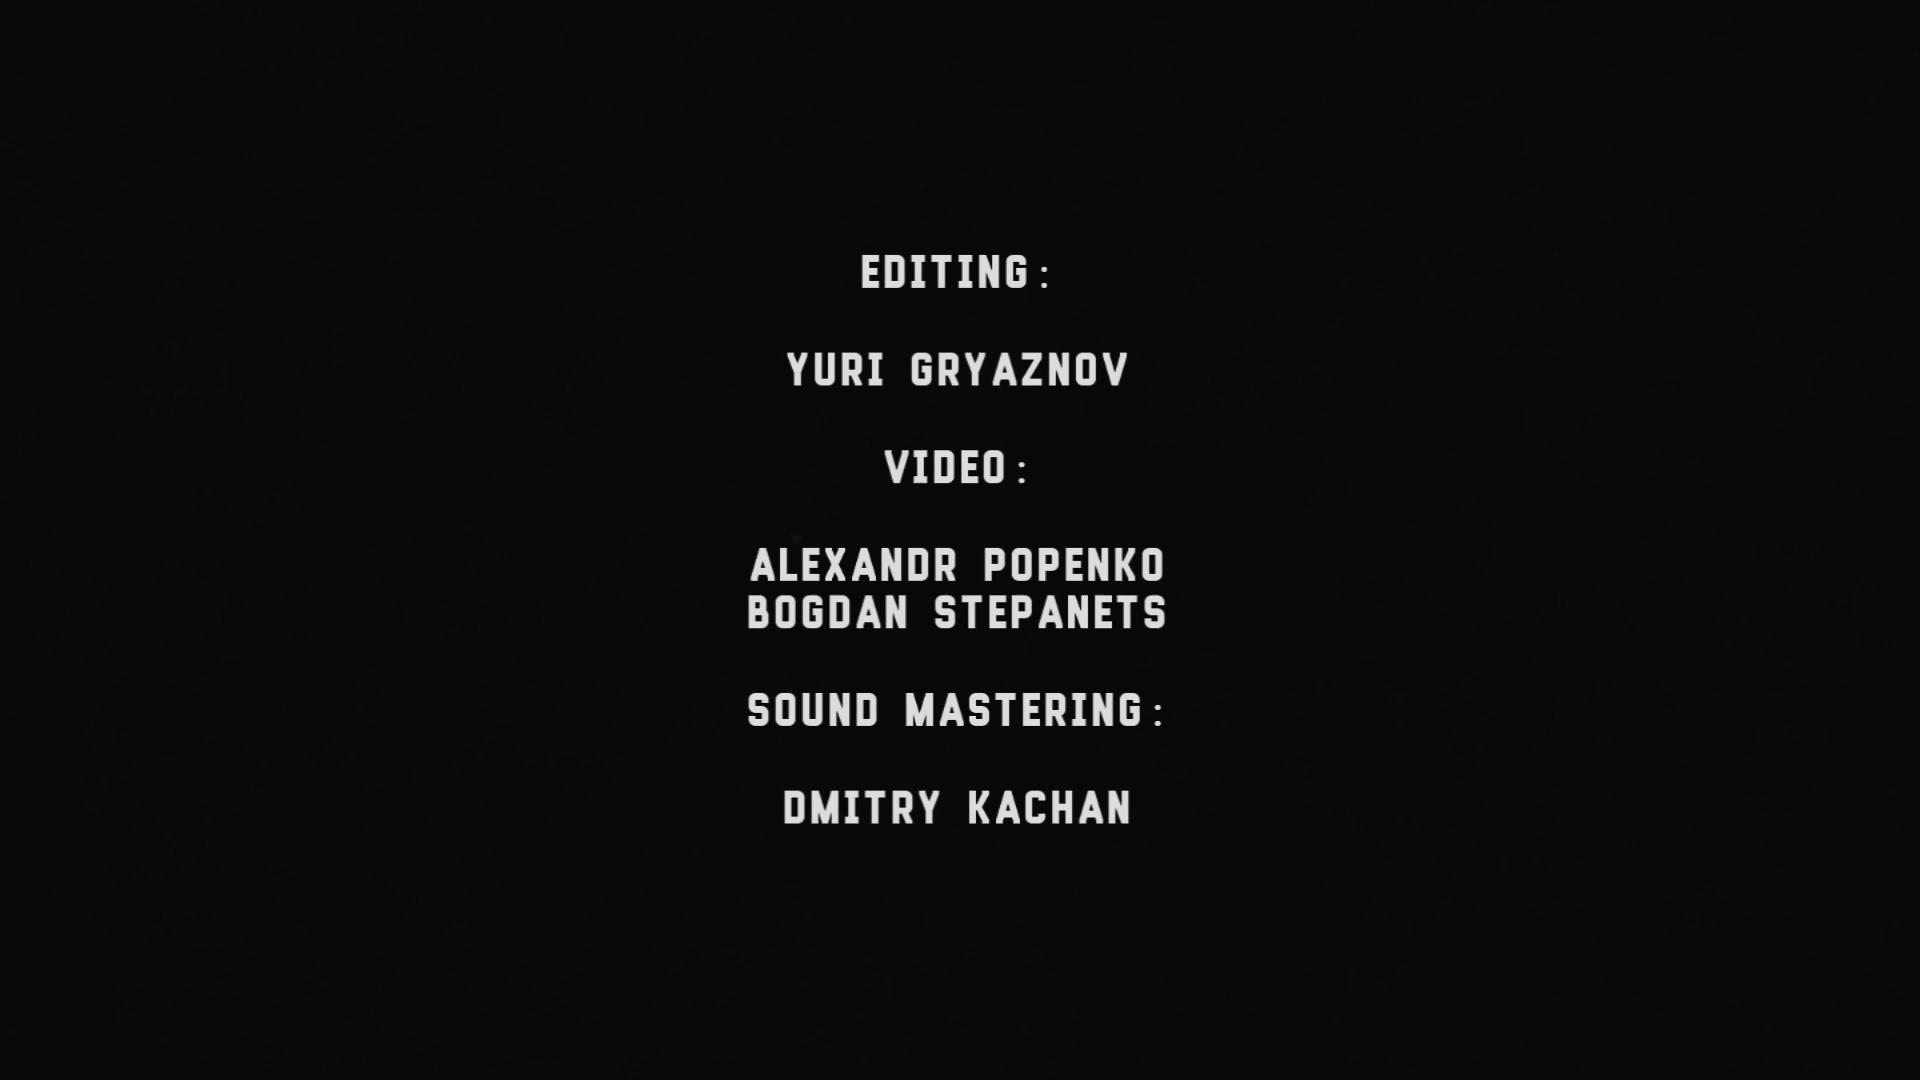 EDITING:
YURI GRYAZNOV
VIDEO:
ALEXANDR POPENKO
BOGDAN STEPANETS
SOUND MASTERING:
DMITRY KACHAN